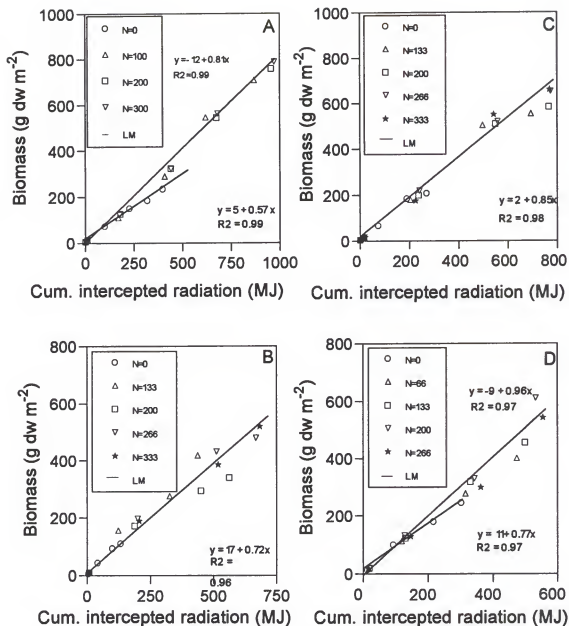 A
Biomass (g dw m-2)
1000
800
600
400
200
0
N=0
N=100
N=200
N=300
LM
y=- 12+0.81x
R2=0.99
y = 5 + 0.57x
R2 = 0.99
0 250 500 750 1000
Cum. intercepted radiation (MJ)
C
Biomass (g dw m-2)
1000
800
600
400
200
0
N=0
N=133
N=200
N=266
N=333
LM
y = 2 + 0.85x
R2 = 0.98
0 200 400 600 800
Cum. intercepted radiation (MJ)
B
Biomass (g dw m-2)
800
600
400
200
0
N=0
N=133
N=200
N=266
N=333
LM
y = 17 + 0.72x
R2 =
0.96
0 250 500 750
Cum. intercepted radiation (MJ)
D
Biomass (g dw m-2)
800
600
400
200
0
N=0
N=66
N=133
N=200
N=266
LM
y = -9 + 0.96x
R2 = 0.97
y = 11+ 0.77x
R2 = 0.97
0 200 400 600
Cum. intercepted radiation (MJ)